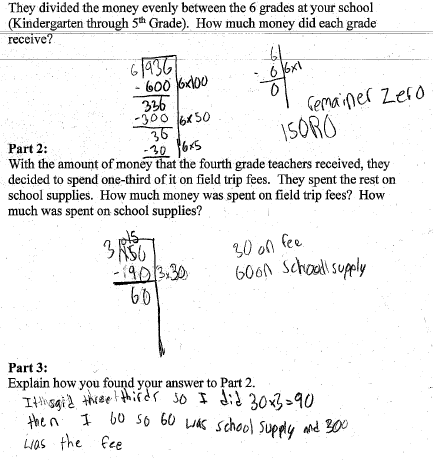 They divided the money evenly between the 6 grades at your school
(Kindergarten through 5th Grade). How much money did each grade
receive?
6 936
- 600 6x100
336
-300 6x50
36
-30 6x5
6
- 6 6x1
0
remainer zero
150R0
Part 2:
With the amount of money that the fourth grade teachers received, they
decided to spend one-third of it on field trip fees. They spent the rest on
school supplies. How much money was spent on field trip fees? How
much was spent on school supplies?
3 150
- 90 3x30
60
30 on fee
60 on school supply
Part 3:
Explain how you found your answer to Part 2.
It said three thirds so I did 30x3=90
then I 60 so 60 was school supply and 300
was the fee